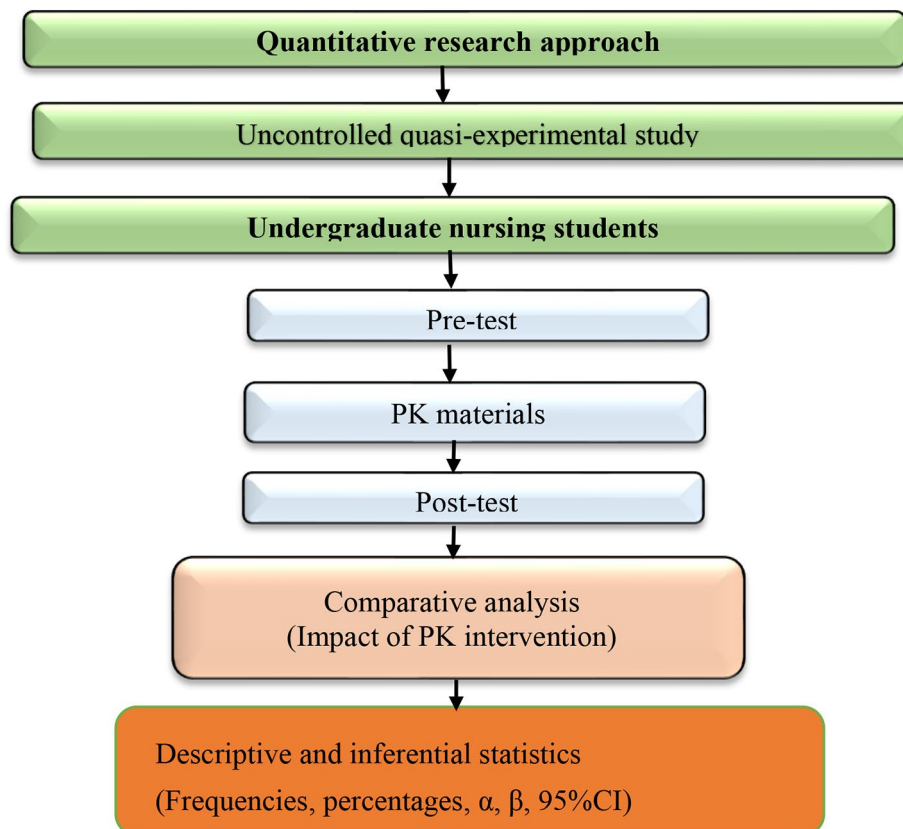 Quantitative research approach
Uncontrolled quasi-experimental study
Undergraduate nursing students
Pre-test
PK materials
Post-test
Comparative analysis
(Impact of PK intervention)
Descriptive and inferential statistics
(Frequencies, percentages, α, β, 95%CI)